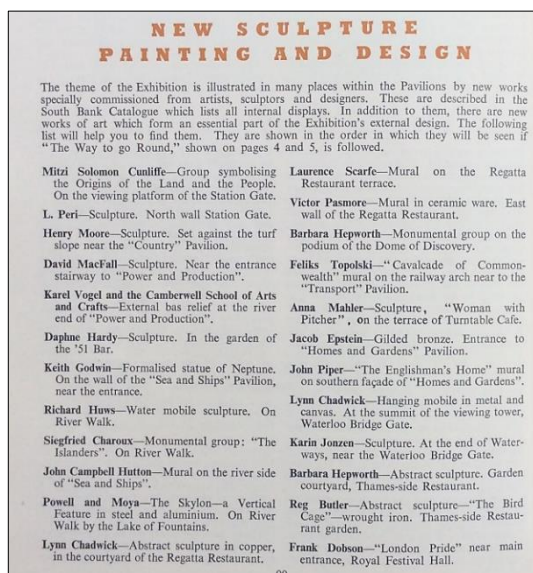 NEW SCULPTURE
PAINTING AND DESIGN
The theme of the Exhibition is illustrated in many places within the Pavilions by new works
specially commissioned from artists, sculptors and designers. These are described in the
South Bank Catalogue which lists all internal displays. In addition to them, there are new
works of art which form an essential part of the Exhibition's external design. The following
list will help you to find them. They are shown in the order in which they will be seen if
"The Way to go Round," shown on pages 4 and 5, is followed.
Mitzi Solomon Cunliffe—Group symbolising
the Origins of the Land and the People.
On the viewing platform of the Station Gate.
L. Peri—Sculpture. North wall Station Gate.
Henry Moore—Sculpture. Set against the turf
slope near the "Country" Pavilion.
David MacFall—Sculpture. Near the entrance
stairway to "Power and Production".
Karel Vogel and the Camberwell School of Arts
and Crafts—External bas relief at the river
end of "Power and Production".
Daphne Hardy—Sculpture. In the garden of
the '51 Bar.
Keith Godwin—Formalised statue of Neptune.
On the wall of the "Sea and Ships" Pavilion,
near the entrance.
Richard Huws—Water mobile sculpture. On
River Walk.
Siegfried Charoux—Monumental group: "The
Islanders". On River Walk.
John Campbell Hutton—Mural on the river side
of "Sea and Ships".
Powell and Moya—The Skylon—a Vertical
Feature in steel and aluminium. On River
Walk by the Lake of Fountains.
Lynn Chadwick—Abstract sculpture in copper,
in the courtyard of the Regatta Restaurant.
Laurence Scarfe—Mural on the Regatta
Restaurant terrace.
Victor Pasmore—Mural in ceramic ware. East
wall of the Regatta Restaurant.
Barbara Hepworth—Monumental group on the
podium of the Dome of Discovery.
Feliks Topolski—"Cavalcade of Common-
wealth" mural on the railway arch near to the
"Transport" Pavilion.
Anna Mahler—Sculpture, "Woman with
Pitcher", on the terrace of Turntable Cafe.
Jacob Epstein—Gilded bronze. Entrance to
"Homes and Gardens" Pavilion.
John Piper—"The Englishman's Home" mural
on southern façade of "Homes and Gardens".
Lynn Chadwick—Hanging mobile in metal and
canvas. At the summit of the viewing tower,
Waterloo Bridge Gate.
Karin Jonzen—Sculpture. At the end of Water-
ways, near the Waterloo Bridge Gate.
Barbara Hepworth—Abstract sculpture. Garden
courtyard, Thames-side Restaurant.
Reg Butler—Abstract sculpture—"The Bird
Cage"—wrought iron. Thames-side Restau-
rant garden.
Frank Dobson—"London Pride" near main
entrance, Royal Festival Hall.